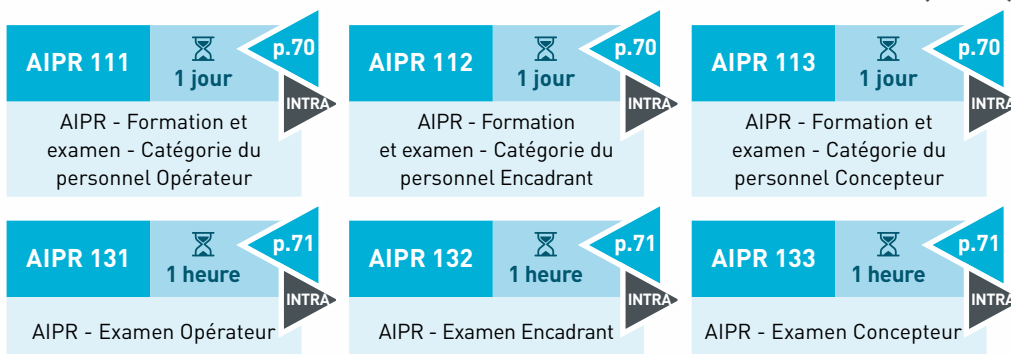 AIPR 111
1 jour
p.70
INTRA
AIPR - Formation et
examen - Catégorie du
personnel Opérateur
AIPR 112
1 jour
p.70
INTRA
AIPR - Formation
et examen - Catégorie du
personnel Encadrant
AIPR 113
1 jour
p.70
INTRA
AIPR - Formation et
examen - Catégorie du
personnel Concepteur
AIPR 131
1 heure
p.71
INTRA
AIPR - Examen Opérateur
AIPR 132
1 heure
p.71
INTRA
AIPR - Examen Encadrant
AIPR 133
1 heure
p.71
INTRA
AIPR - Examen Concepteur